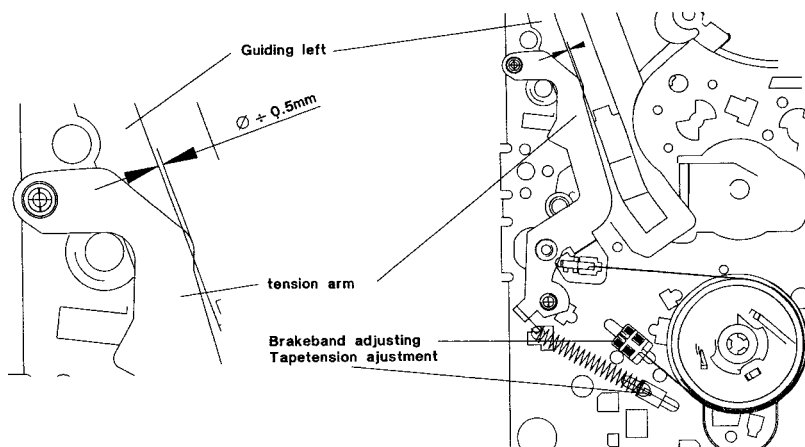 Guiding left
Ø ÷ 0.5mm
tension arm
Brakeband adjusting
Tapetension ajustment